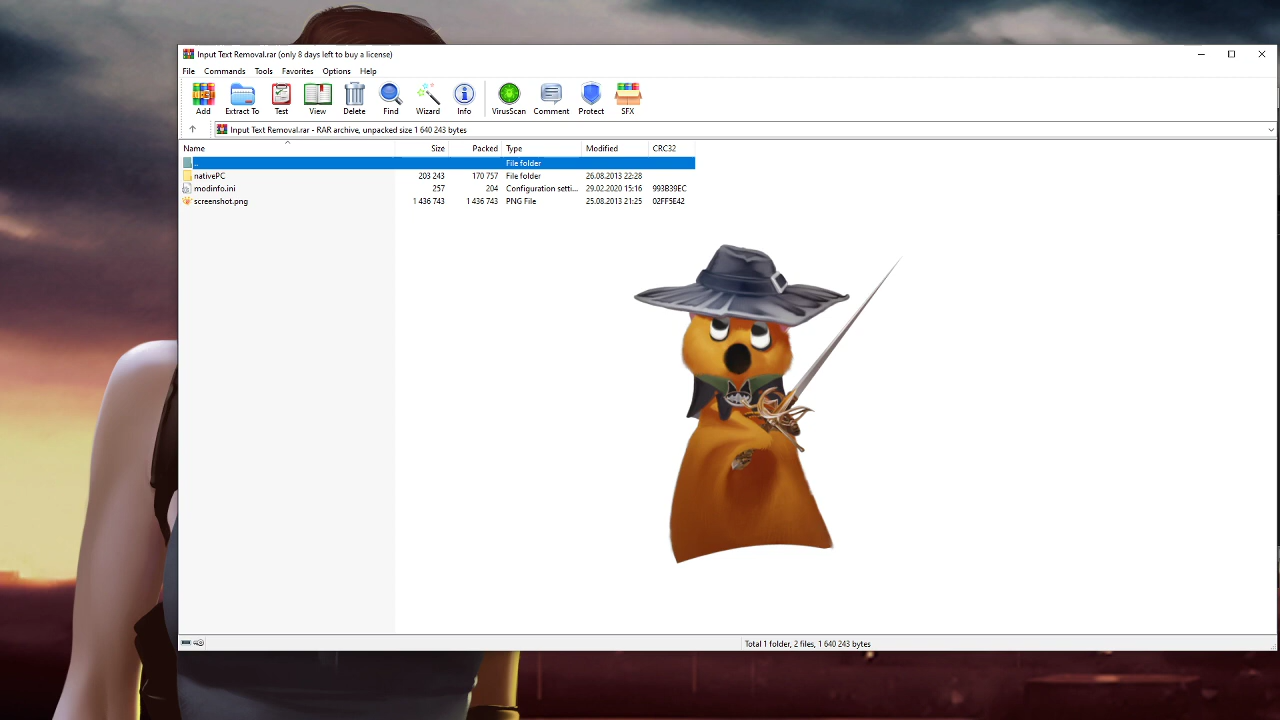 Input Text Removal.rar (only 8 days left to buy a license)
File Commands Tools Favorites Options Help
Add Extract To Test View Delete Find Wizard Info VirusScan Comment Protect SFX
Input Text Removal.rar - RAR archive, unpacked size 1 640 243 bytes
Name Size Packed Type Modified CRC32
.. File folder
nativePC 203 243 170 757 File folder 26.08.2013 22:28
modinfo.ini 257 204 Configuration setti... 29.02.2020 15:16 993B39EC
screenshot.png 1 436 743 1 436 743 PNG File 25.08.2013 21:25 02FF5E42
Total 1 folder, 2 files, 1 640 243 bytes